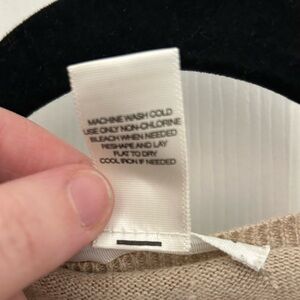 MACHINE WASH COLD
USE ONLY NON-CHLORINE
BLEACH WHEN NEEDED
RESHAPE AND LAY
FLAT TO DRY
COOL IRON IF NEEDED